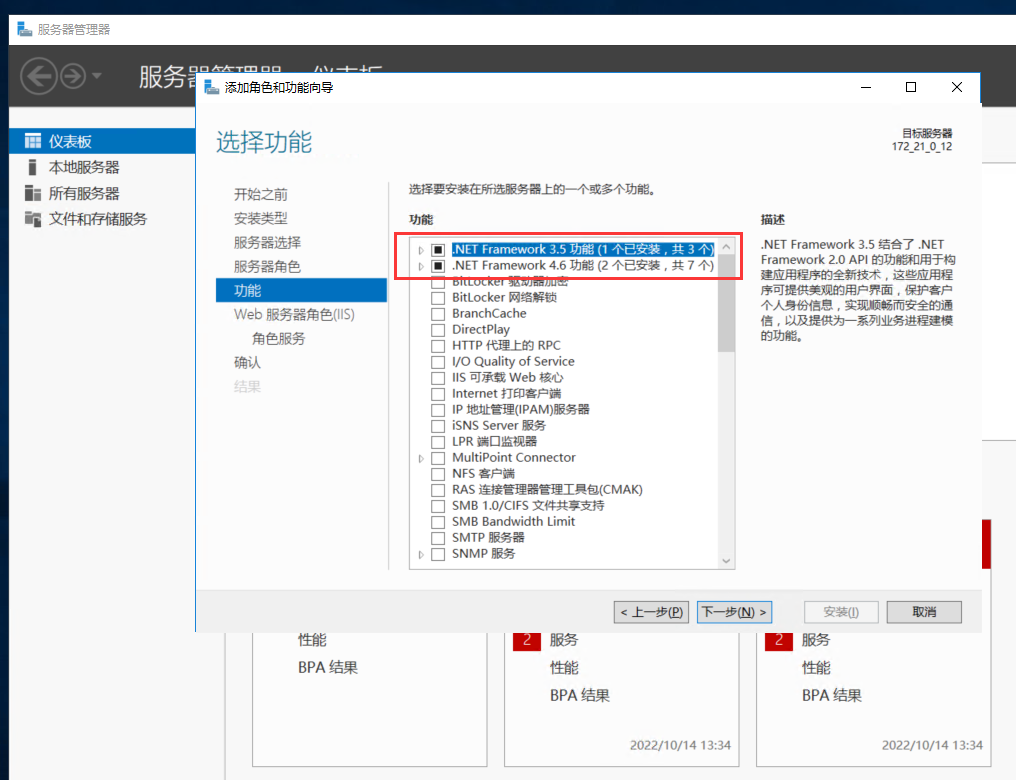 服务器管理器
服务器管理器 仪表板
添加角色和功能向导
仪表板
本地服务器
所有服务器
文件和存储服务
选择功能
目标服务器
172_21_0_12
开始之前
安装类型
服务器选择
服务器角色
功能
Web 服务器角色(IIS)
角色服务
确认
结果
选择要安装在所选服务器上的一个或多个功能。
功能
.NET Framework 3.5 功能 (1 个已安装，共 3 个)
.NET Framework 4.6 功能 (2 个已安装，共 7 个)
BitLocker 驱动器加密
BitLocker 网络解锁
BranchCache
DirectPlay
HTTP 代理上的 RPC
I/O Quality of Service
IIS 可承载 Web 核心
Internet 打印客户端
IP 地址管理(IPAM)服务器
iSNS Server 服务
LPR 端口监视器
MultiPoint Connector
NFS 客户端
RAS 连接管理器管理工具包(CMAK)
SMB 1.0/CIFS 文件共享支持
SMB Bandwidth Limit
SMTP 服务器
SNMP 服务
描述
.NET Framework 3.5 结合了 .NET
Framework 2.0 API 的功能和用于构
建应用程序的全新技术，这些应用程
序可提供美观的用户界面，保护客户
个人身份信息，实现顺畅而安全的通
信，以及提供为一系列业务进程建模
的功能。
< 上一步(P)
下一步(N) >
安装(I)
取消
性能
BPA 结果
2 服务
性能
BPA 结果
2022/10/14 13:34
2 服务
性能
BPA 结果
2022/10/14 13:34